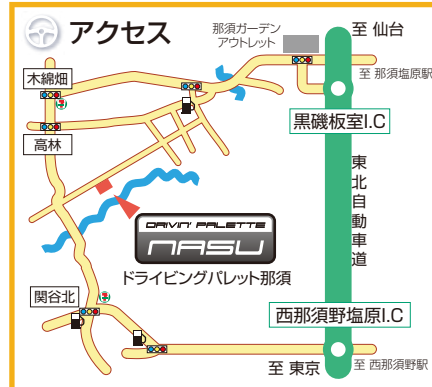 アクセス
那須ガーデン
アウトレット
至 仙台
至 那須塩原駅
木綿畑
黒磯板室I.C
高林
東北自動車道
DRIVIN' PALETTE
NASU
ドライビングパレット那須
関谷北
西那須野塩原I.C
至 東京
至 西那須野駅